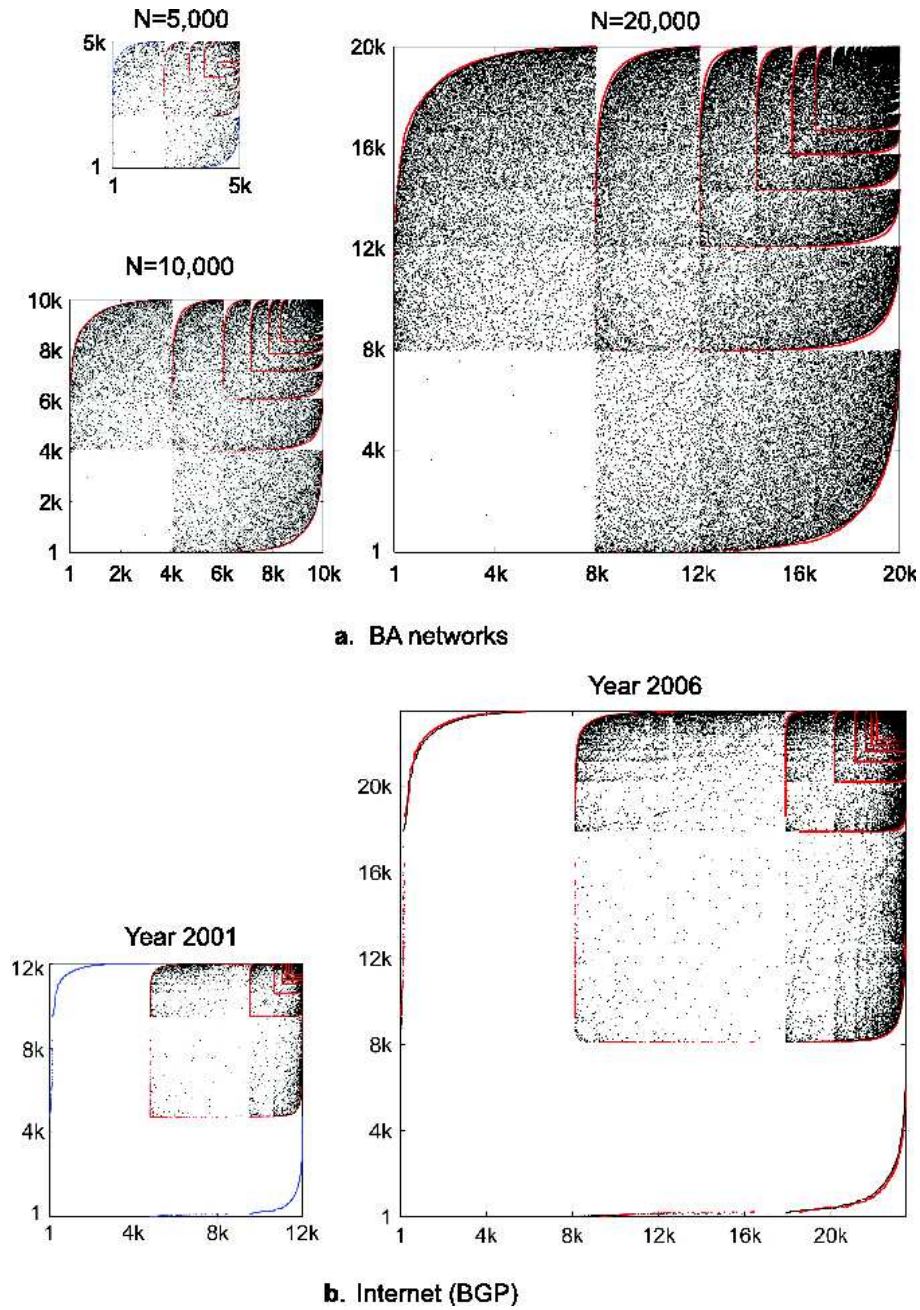 N=5,000
5k
1
1 5k
N=10,000
10k
8k
6k
4k
2k
1
1 2k 4k 6k 8k 10k
N=20,000
20k
16k
12k
8k
4k
1
1 4k 8k 12k 16k 20k
a. BA networks
Year 2001
12k
8k
4k
1
1 4k 8k 12k
Year 2006
20k
16k
12k
8k
4k
1
1 4k 8k 12k 16k 20k
b. Internet (BGP)